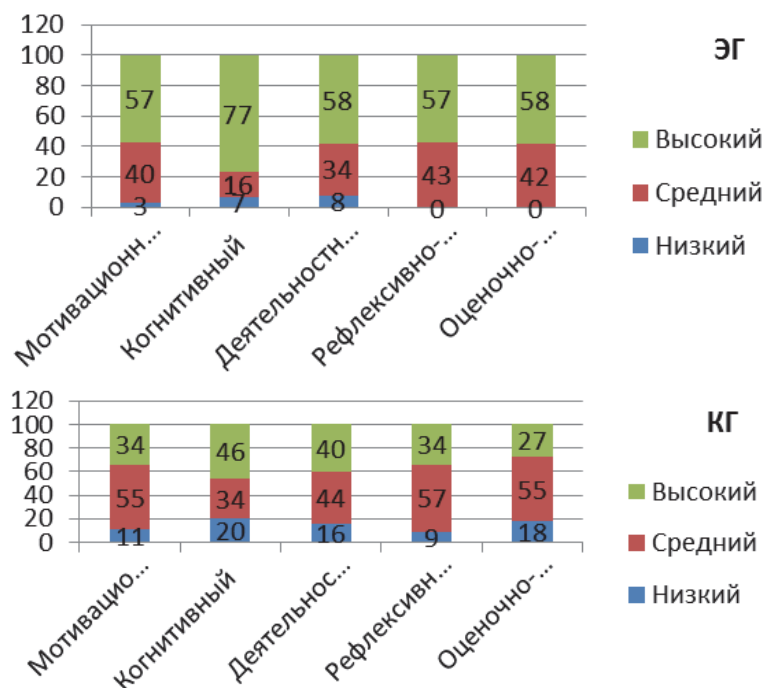 ЭГ
120
100
80
60
40
20
0
57 77 58 57 58
40 16 34 43 42
3 7 8 0 0
Мотивационн...
Когнитивный
Деятельностн...
Рефлексивно-...
Оценочно-...
Высокий
Средний
Низкий
КГ
120
100
80
60
40
20
0
34 46 40 34 27
55 34 44 57 55
11 20 16 9 18
Мотивацио...
Когнитивный
Деятельнос...
Рефлексивн...
Оценочно-...
Высокий
Средний
Низкий